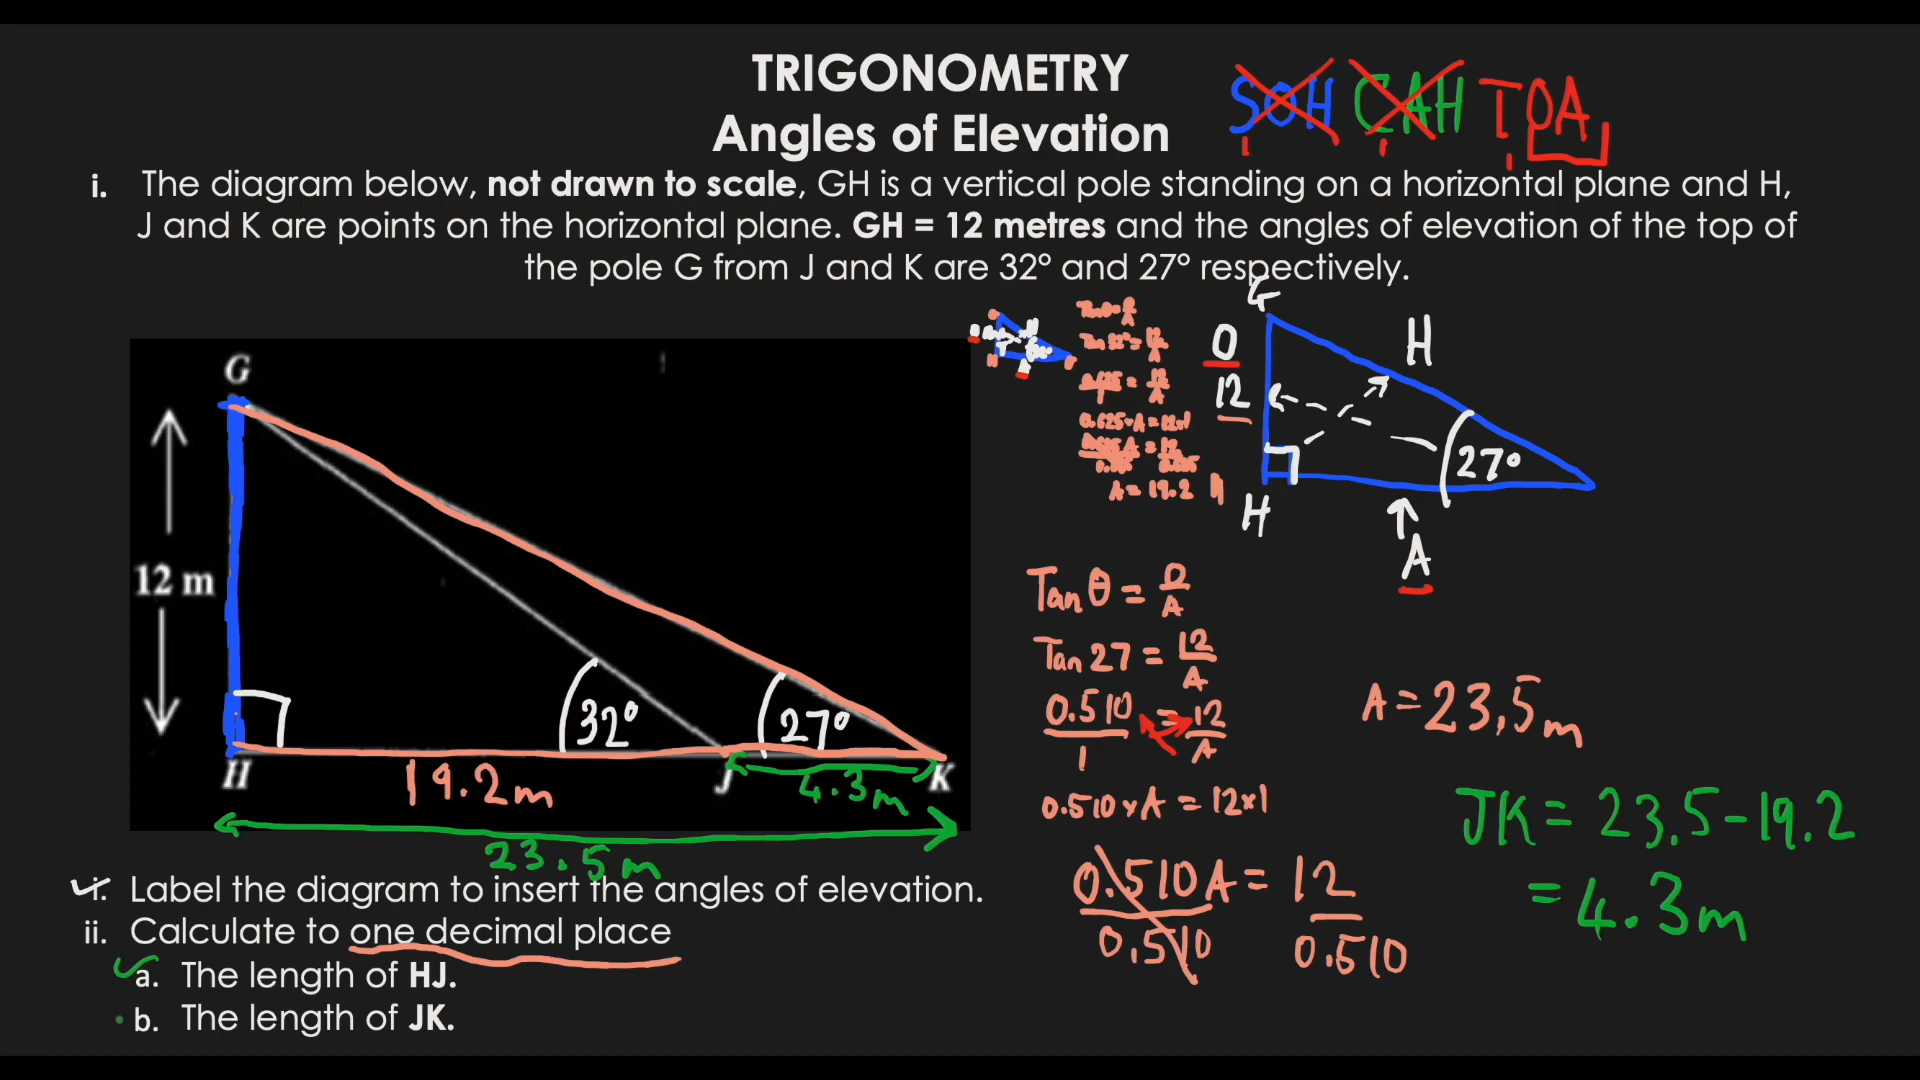 TRIGONOMETRY
Angles of Elevation
SOH CAH TOA
i. The diagram below, not drawn to scale, GH is a vertical pole standing on a horizontal plane and H,
J and K are points on the horizontal plane. GH = 12 metres and the angles of elevation of the top of
the pole G from J and K are 32° and 27° respectively.
G
12 m
H
J
K
32°
27°
19.2m
4.3m
23.5m
G
O
12
H
27°
H
A
A = 19.2
Tan θ = O/A
Tan 27 = 12/A
0.510/1 = 12/A
0.510 × A = 12×1
0.510A = 12
0.510 0.510
A = 23.5m
JK = 23.5 - 19.2
= 4.3m
i. Label the diagram to insert the angles of elevation.
ii. Calculate to one decimal place
a. The length of HJ.
b. The length of JK.